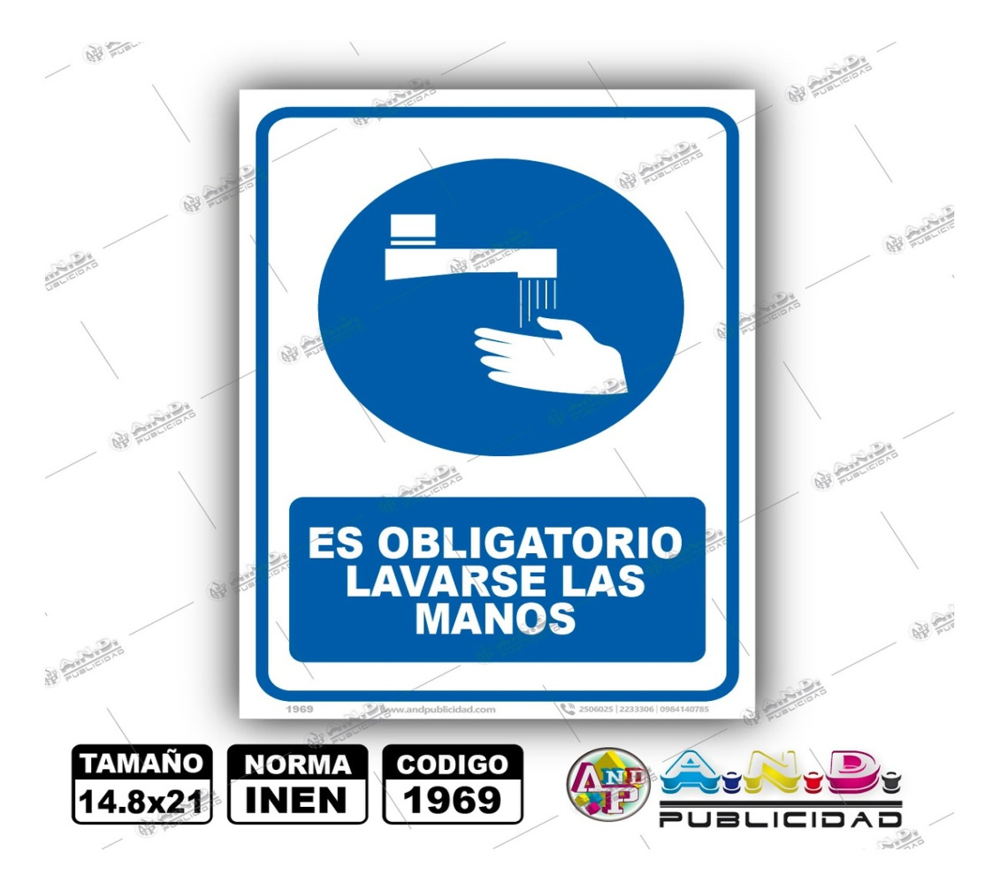 ES OBLIGATORIO
LAVARSE LAS
MANOS
1969 www.andpublicidad.com 2506025 | 2233306 | 0984140785
TAMAÑO
14.8x21
NORMA
INEN
CODIGO
1969
AND
P
A.N.D.
PUBLICIDAD